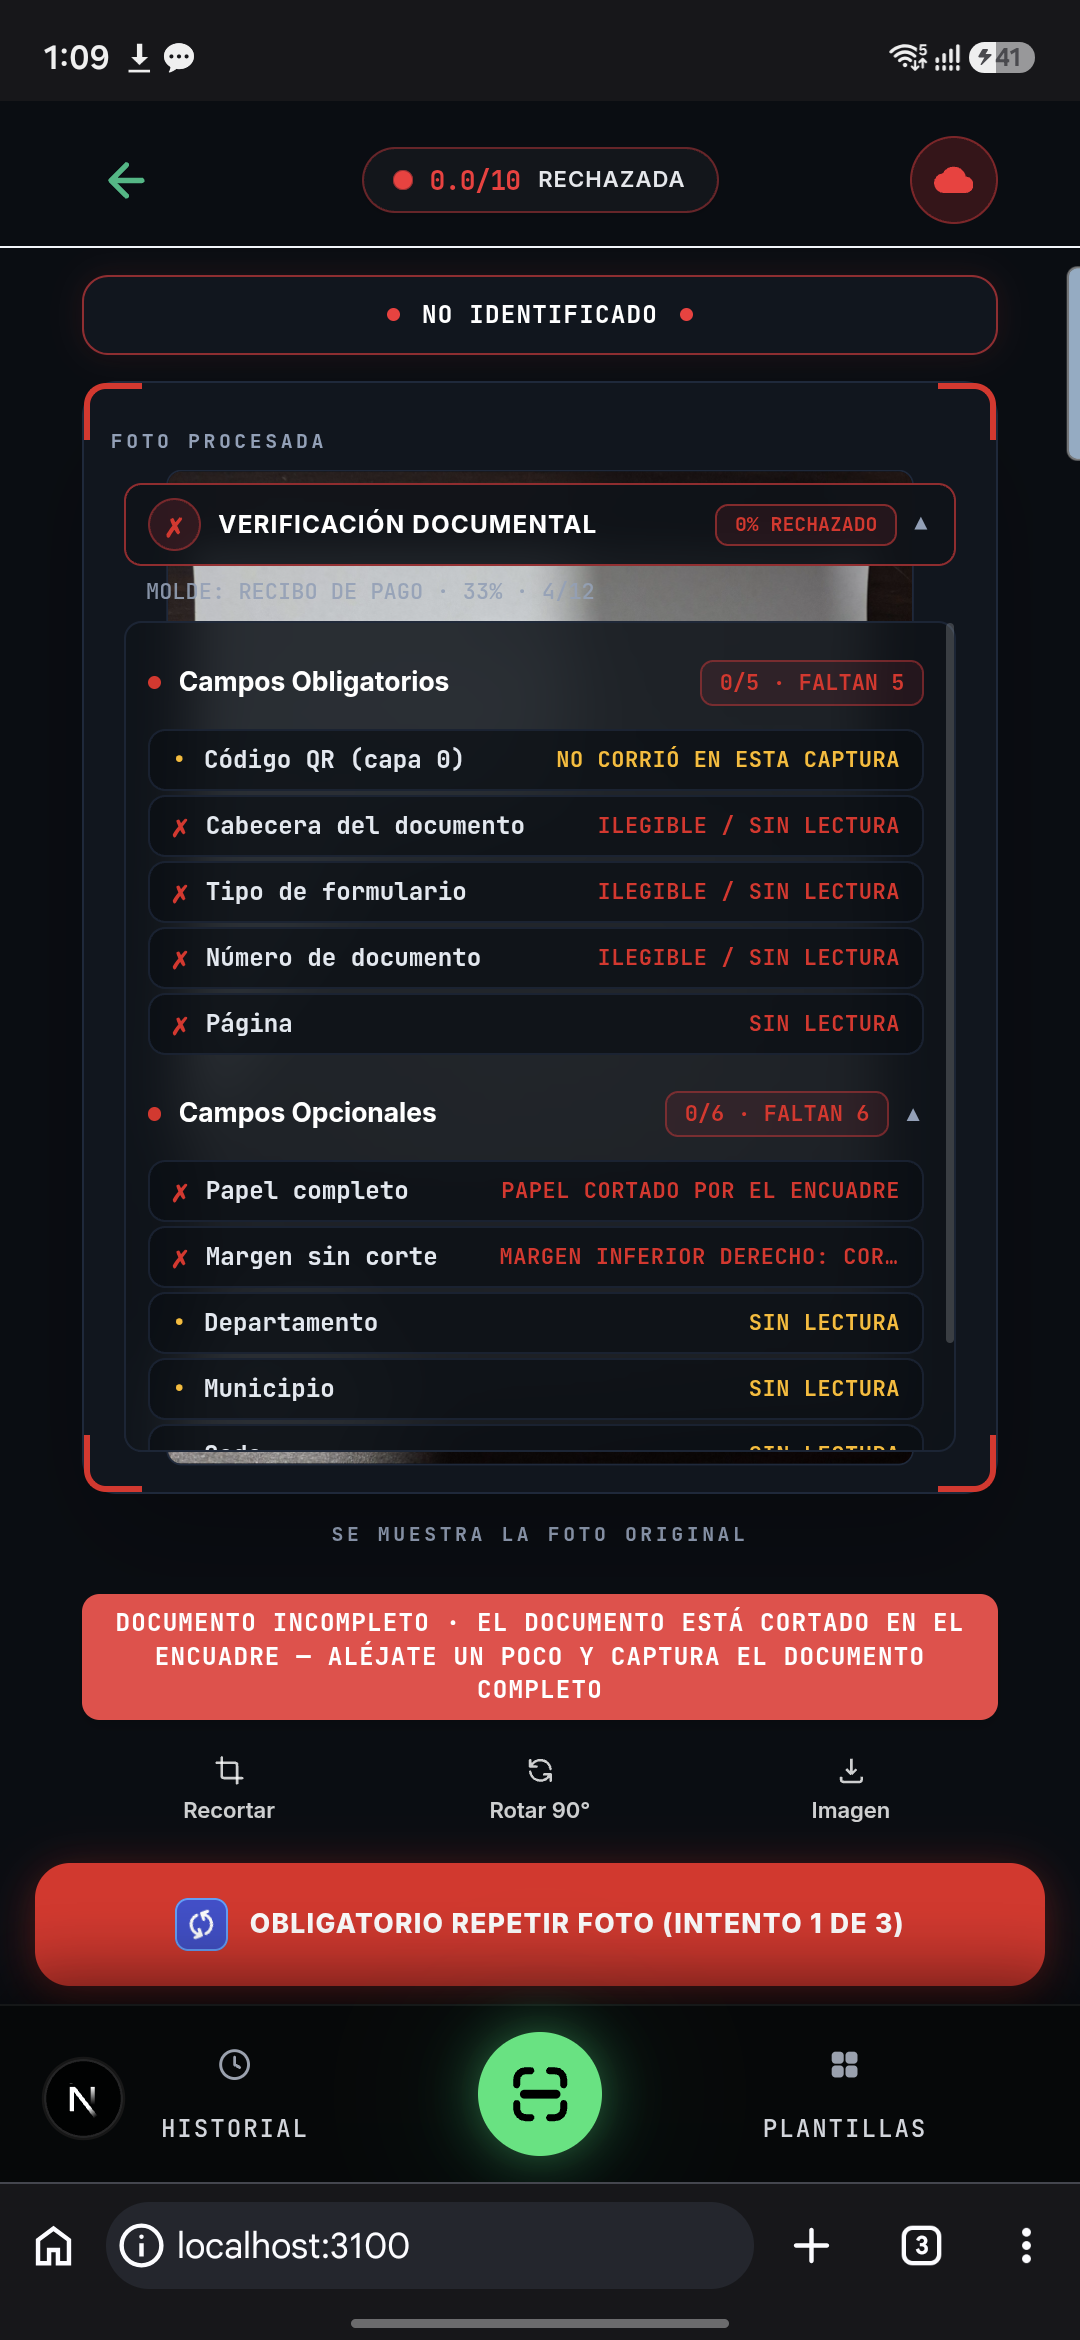 1:09
5
41
0.0/10 RECHAZADA
NO IDENTIFICADO
FOTO PROCESADA
✗ VERIFICACIÓN DOCUMENTAL 0% RECHAZADO ▲
MOLDE: RECIBO DE PAGO · 33% · 4/12
Campos Obligatorios 0/5 · FALTAN 5
• Código QR (capa 0) NO CORRIÓ EN ESTA CAPTURA
✗ Cabecera del documento ILEGIBLE / SIN LECTURA
✗ Tipo de formulario ILEGIBLE / SIN LECTURA
✗ Número de documento ILEGIBLE / SIN LECTURA
✗ Página SIN LECTURA
Campos Opcionales 0/6 · FALTAN 6 ▲
✗ Papel completo PAPEL CORTADO POR EL ENCUADRE
✗ Margen sin corte MARGEN INFERIOR DERECHO: COR…
• Departamento SIN LECTURA
• Municipio SIN LECTURA
SIN LECTURA
SE MUESTRA LA FOTO ORIGINAL
DOCUMENTO INCOMPLETO · EL DOCUMENTO ESTÁ CORTADO EN EL
ENCUADRE — ALÉJATE UN POCO Y CAPTURA EL DOCUMENTO
COMPLETO
Recortar Rotar 90° Imagen
OBLIGATORIO REPETIR FOTO (INTENTO 1 DE 3)
N
HISTORIAL PLANTILLAS
localhost:3100 3